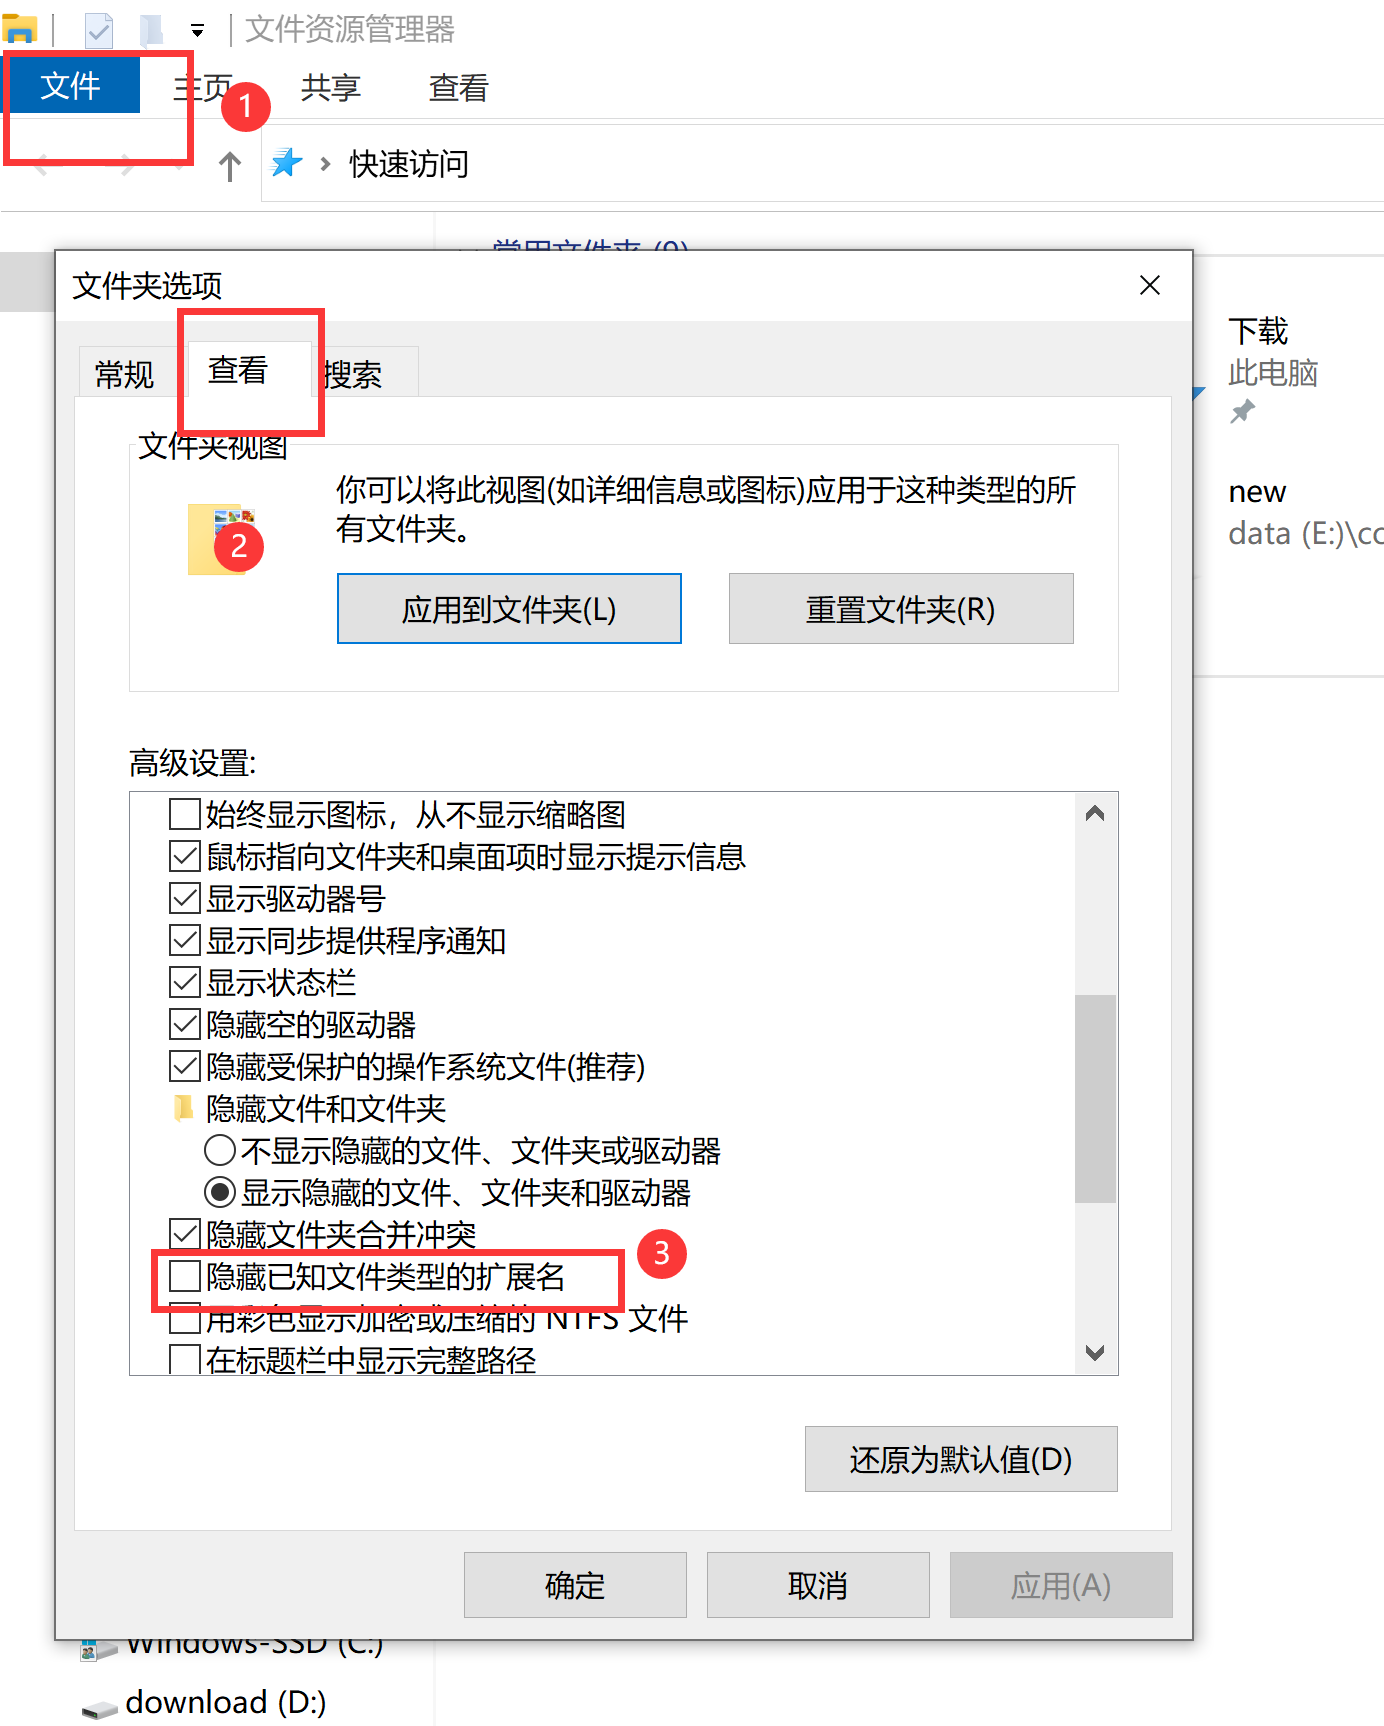 文件资源管理器
文件
主页
共享
查看
1
快速访问
常用文件夹 (9)
文件夹选项
下载
此电脑
常规
查看
搜索
文件夹视图
你可以将此视图(如详细信息或图标)应用于这种类型的所
有文件夹。
new
data (E:)\cc
2
应用到文件夹(L)
重置文件夹(R)
高级设置:
始终显示图标，从不显示缩略图
鼠标指向文件夹和桌面项时显示提示信息
显示驱动器号
显示同步提供程序通知
显示状态栏
隐藏空的驱动器
隐藏受保护的操作系统文件(推荐)
隐藏文件和文件夹
不显示隐藏的文件、文件夹或驱动器
显示隐藏的文件、文件夹和驱动器
隐藏文件夹合并冲突
3
隐藏已知文件类型的扩展名
用彩色显示加密或压缩的 NTFS 文件
在标题栏中显示完整路径
还原为默认值(D)
确定
取消
应用(A)
Windows-SSD (C:)
download (D:)